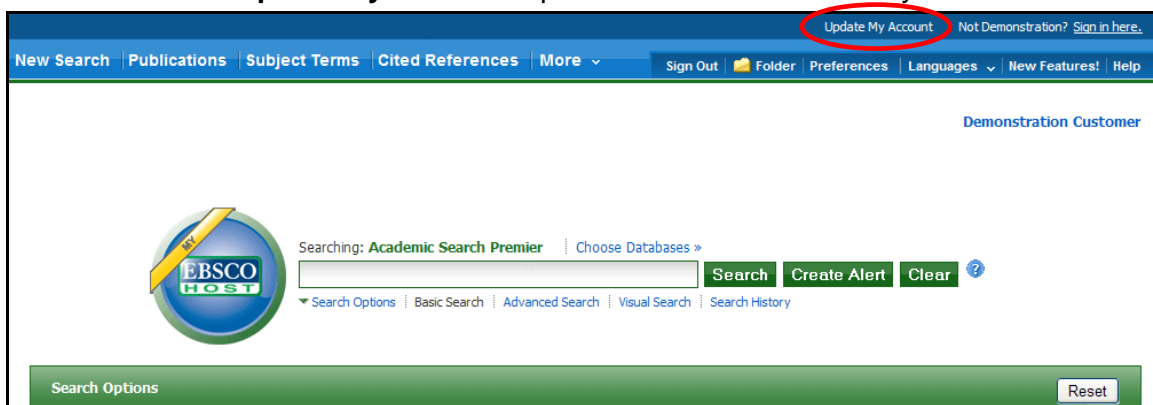 Update My Account Not Demonstration? Sign in here.
New Search Publications Subject Terms Cited References More Sign Out Folder Preferences Languages New Features! Help
Demonstration Customer
MY
EBSCO
HOST
Searching: Academic Search Premier Choose Databases »
Search Create Alert Clear ?
Search Options Basic Search Advanced Search Visual Search Search History
Search Options Reset